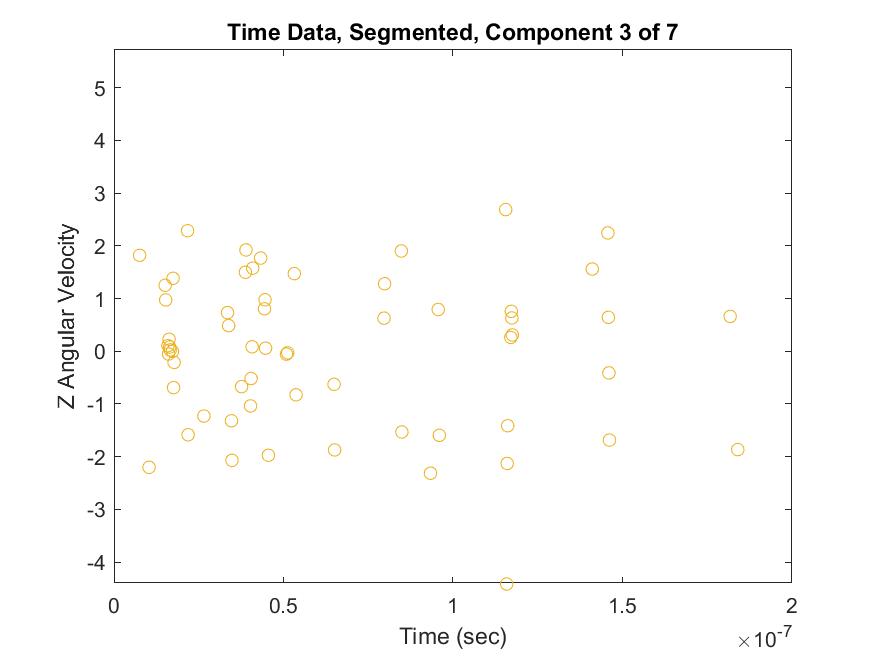 Time Data, Segmented, Component 3 of 7
Z Angular Velocity
5
4
3
2
1
0
-1
-2
-3
-4
0 0.5 1 1.5 2
Time (sec)
×10-7